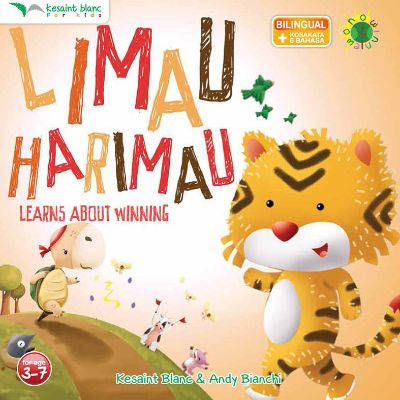 kesaint blanc
for kids
BILINGUAL
+ KOSAKATA
6 BAHASA
LIMAU
HARIMAU
LEARNS ABOUT WINNING
for age
3-7
Kesaint Blanc & Andy Bianchi